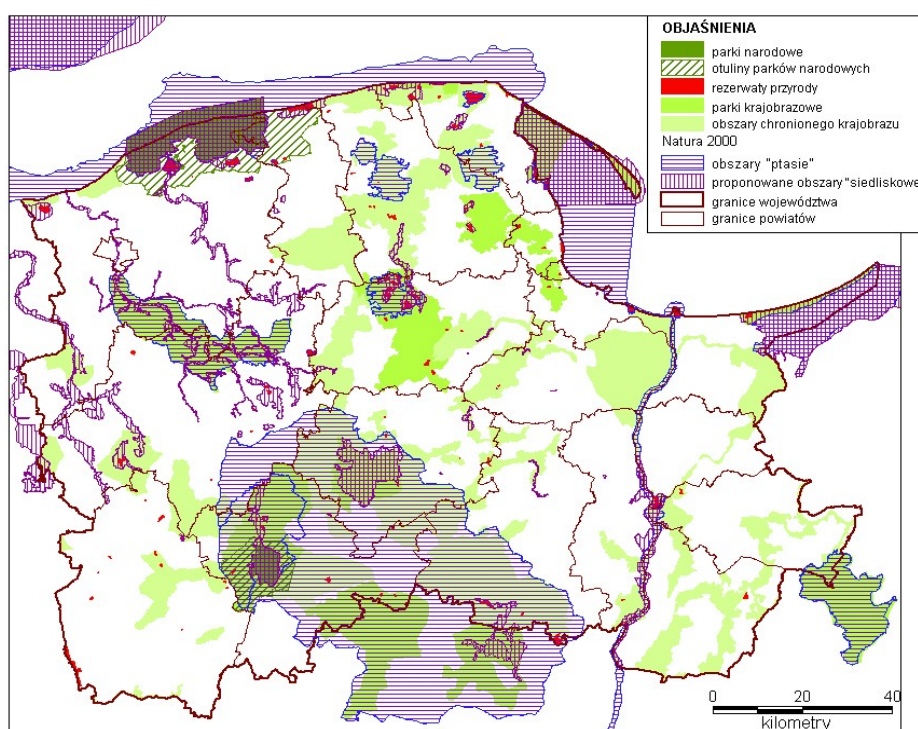 OBJAŚNIENIA
parki narodowe
otuliny parków narodowych
rezerwaty przyrody
parki krajobrazowe
obszary chronionego krajobrazu
Natura 2000
obszary "ptasie"
proponowane obszary "siedliskowe
granice województwa
granice powiatów
0 20 40
kilometry